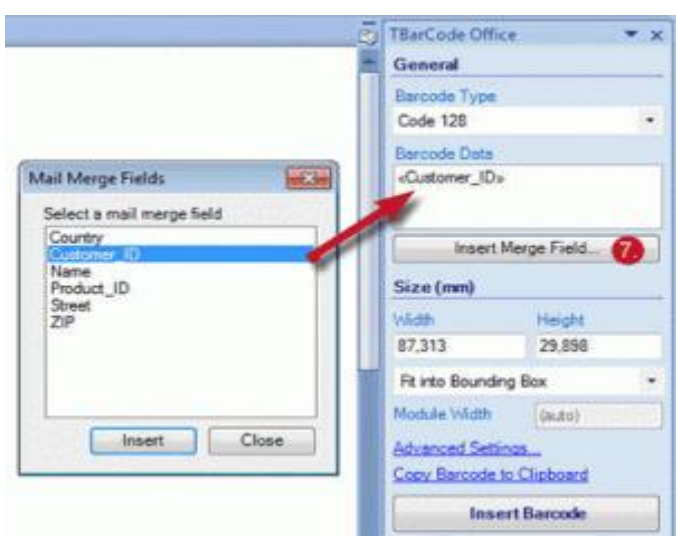 TBarCode Office
General
Barcode Type
Code 128
Barcode Data
«Customer_ID»
Insert Merge Field...
7.
Size (mm)
Width Height
87,313 29,898
Fit into Bounding Box
Module Width (auto)
Advanced Settings...
Copy Barcode to Clipboard
Insert Barcode
Mail Merge Fields
Select a mail merge field
Country
Customer_ID
Name
Product_ID
Street
ZIP
Insert Close